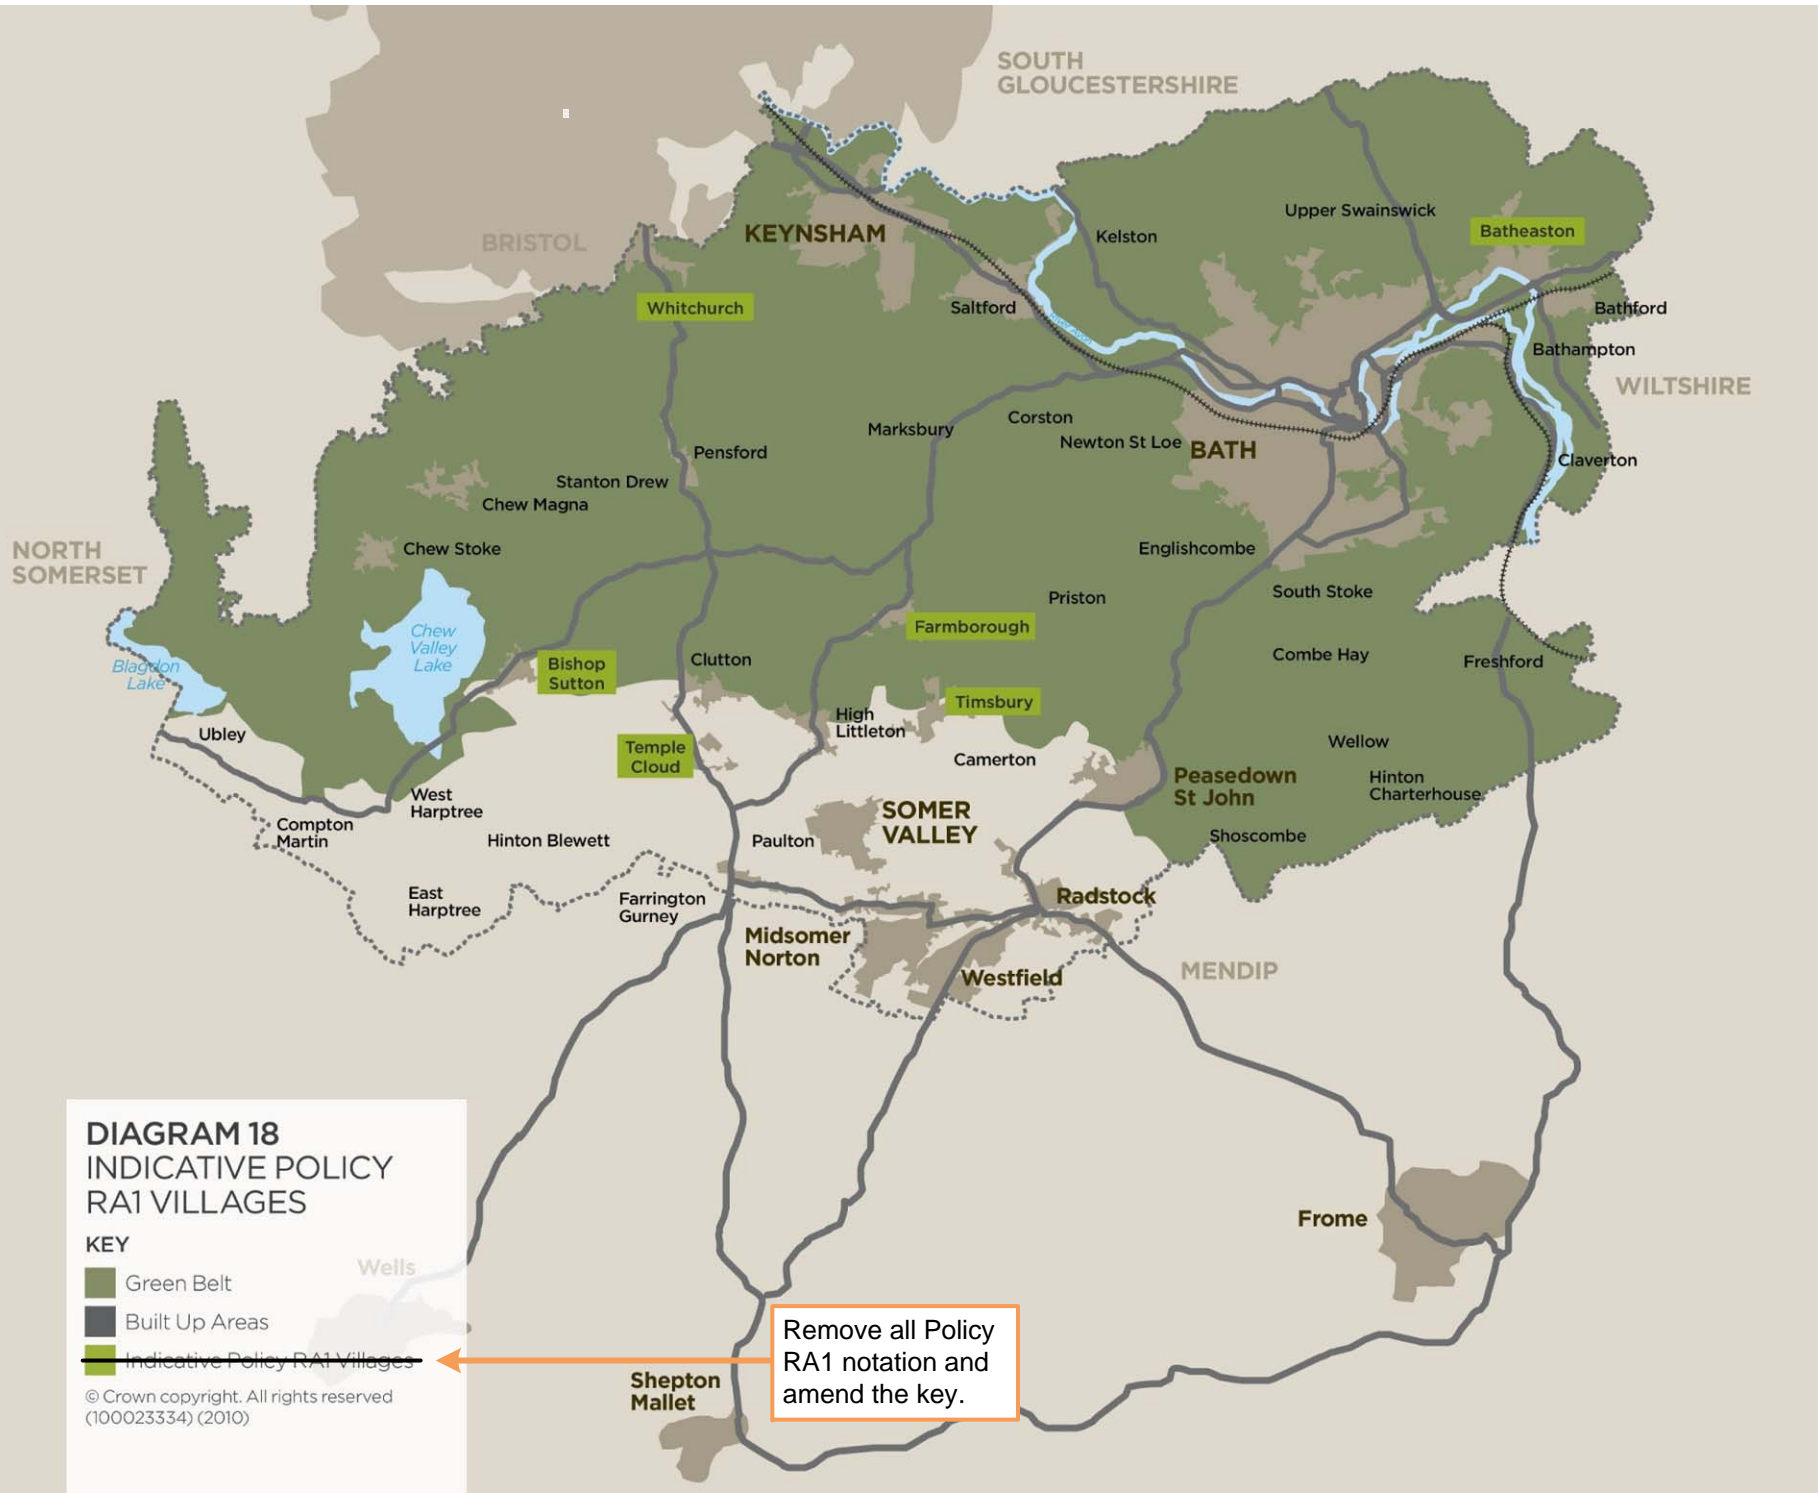 SOUTH
GLOUCESTERSHIRE
Upper Swainswick
Batheaston
KEYNSHAM
Kelston
BRISTOL
Whitchurch
Saltford
Bathford
Bathampton
WILTSHIRE
Corston
Marksbury
Newton St Loe
BATH
Pensford
Claverton
Stanton Drew
Chew Magna
NORTH
SOMERSET
Chew Stoke
Englishcombe
South Stoke
Priston
Farmborough
Chew
Valley
Lake
Blagdon
Lake
Bishop
Sutton
Clutton
Combe Hay
Freshford
Timsbury
High
Littleton
Ubley
Temple
Cloud
Camerton
Wellow
Peasedown
St John
Hinton
Charterhouse
West
Harptree
Compton
Martin
Hinton Blewett
Paulton
SOMER
VALLEY
Shoscombe
East
Harptree
Farrington
Gurney
Radstock
Midsomer
Norton
Westfield
MENDIP
DIAGRAM 18
INDICATIVE POLICY
RA1 VILLAGES
KEY
Wells
Green Belt
Built Up Areas
Indicative Policy RA1 Villages
© Crown copyright. All rights reserved
(100023334) (2010)
Frome
Remove all Policy
RA1 notation and
amend the key.
Shepton
Mallet